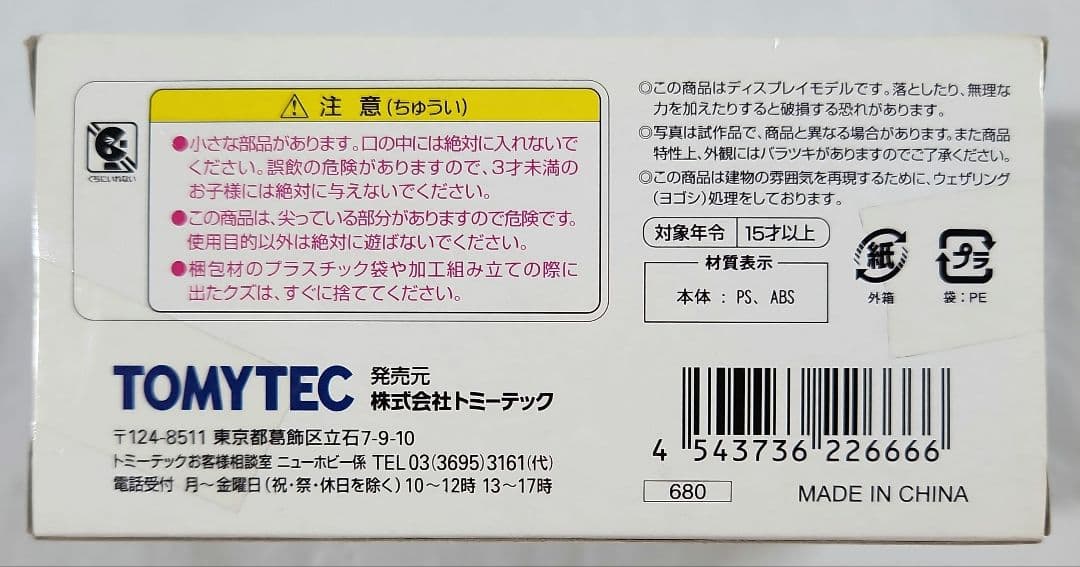 ⚠ 注意(ちゅうい)
くちにいれない
●小さな部品があります。口の中には絶対に入れないで
ください。誤飲の危険がありますので、3才未満の
お子様には絶対に与えないでください。
●この商品は、尖っている部分がありますので危険です。
使用目的以外は絶対に遊ばないでください。
●梱包材のプラスチック袋や加工組み立ての際に
出たクズは、すぐに捨ててください。
◎この商品はディスプレイモデルです。落としたり、無理な
力を加えたりすると破損する恐れがあります。
◎写真は試作品で、商品と異なる場合があります。また商品
特性上、外観にはバラツキがありますのでご了承ください。
◎この商品は建物の雰囲気を再現するために、ウェザリング
(ヨゴシ)処理をしております。
対象年令 15才以上
材質表示
本体 : PS、ABS
紙
外箱
プラ
袋:PE
TOMYTEC 発売元
株式会社トミーテック
〒124-8511 東京都葛飾区立石7-9-10
トミーテックお客様相談室 ニューホビー係 TEL 03(3695)3161(代)
電話受付 月〜金曜日(祝・祭・休日を除く)10〜12時 13〜17時
4 543736 226666
680
MADE IN CHINA